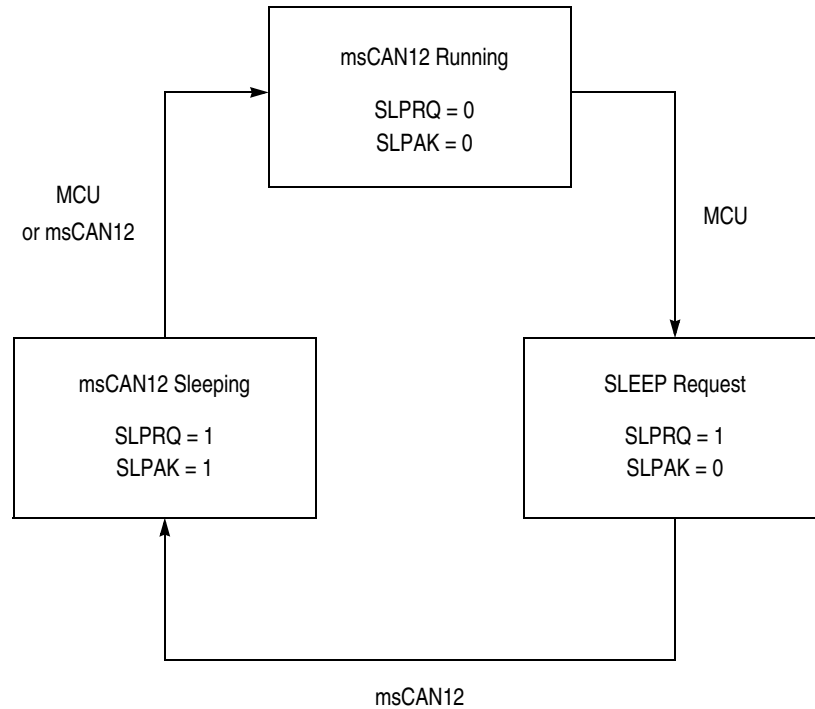 msCAN12 Running
SLPRQ = 0
SLPAK = 0
MCU
or msCAN12
MCU
msCAN12 Sleeping
SLPRQ = 1
SLPAK = 1
SLEEP Request
SLPRQ = 1
SLPAK = 0
msCAN12